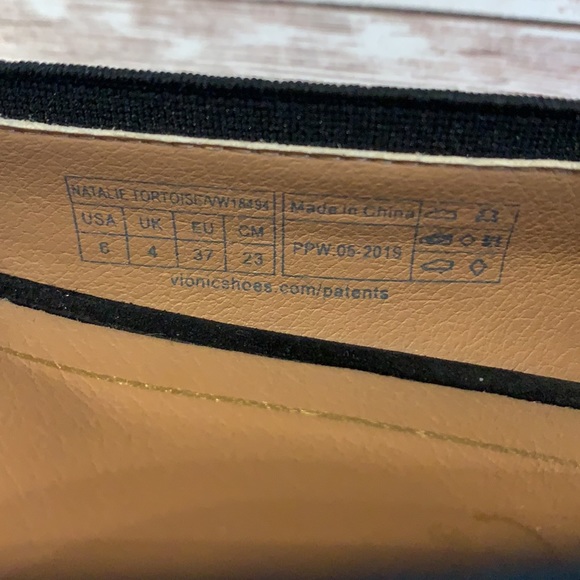 NATALIE TORTOISE/VW18494
USA UK EU CM
6 4 37 23
Made in China
PPW.05-2019
vionicshoes.com/patents